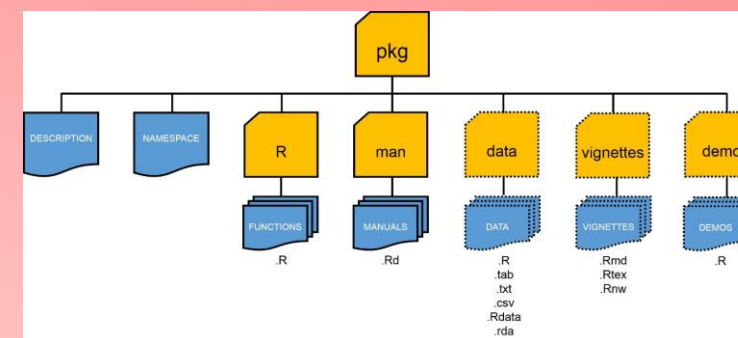 pkg
DESCRIPTION
NAMESPACE
R
man
data
vignettes
demo
FUNCTIONS
MANUALS
DATA
VIGNETTES
DEMOS
.R
.Rd
.R
.tab
.txt
.csv
.Rdata
.rda
.Rmd
.Rtex
.Rnw
.R